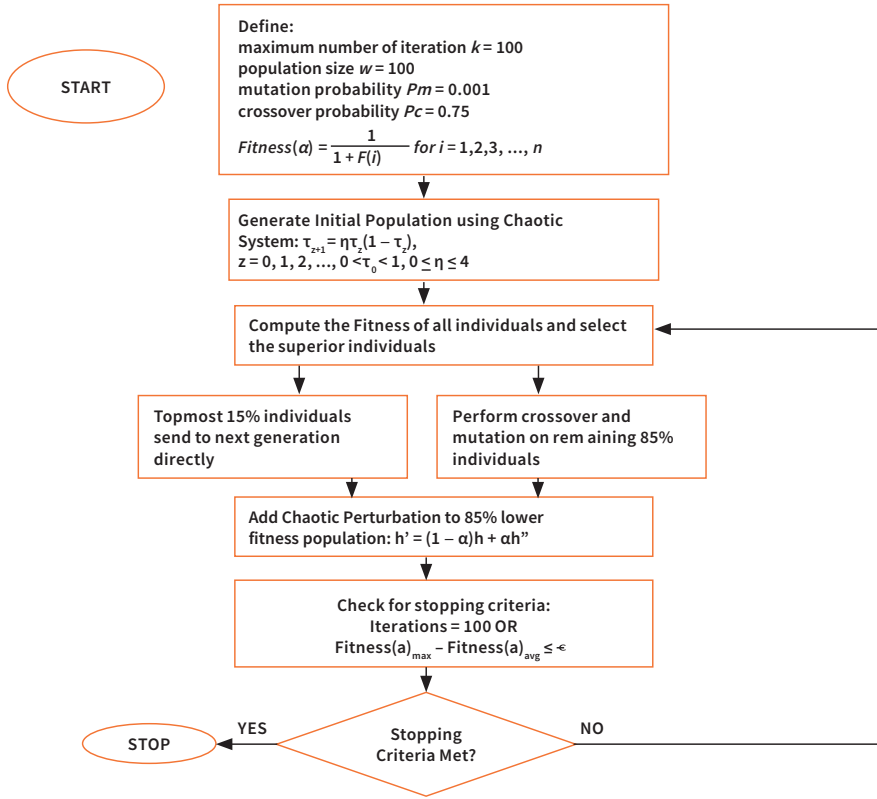 START
Define:
maximum number of iteration k = 100
population size w = 100
mutation probability Pm = 0.001
crossover probability Pc = 0.75
Fitness(α) = 1 / 1 + F(i) for i = 1,2,3, ..., n
Generate Initial Population using Chaotic
System: τz+1 = ητz(1 − τz),
z = 0, 1, 2, ..., 0 <τ0 < 1, 0 ≤ η ≤ 4
Compute the Fitness of all individuals and select
the superior individuals
Topmost 15% individuals
send to next generation
directly
Perform crossover and
mutation on rem aining 85%
individuals
Add Chaotic Perturbation to 85% lower
fitness population: h’ = (1 − α)h + αh”
Check for stopping criteria:
Iterations = 100 OR
Fitness(a)max – Fitness(a)avg ≤ ϵ
Stopping
Criteria Met?
YES
NO
STOP